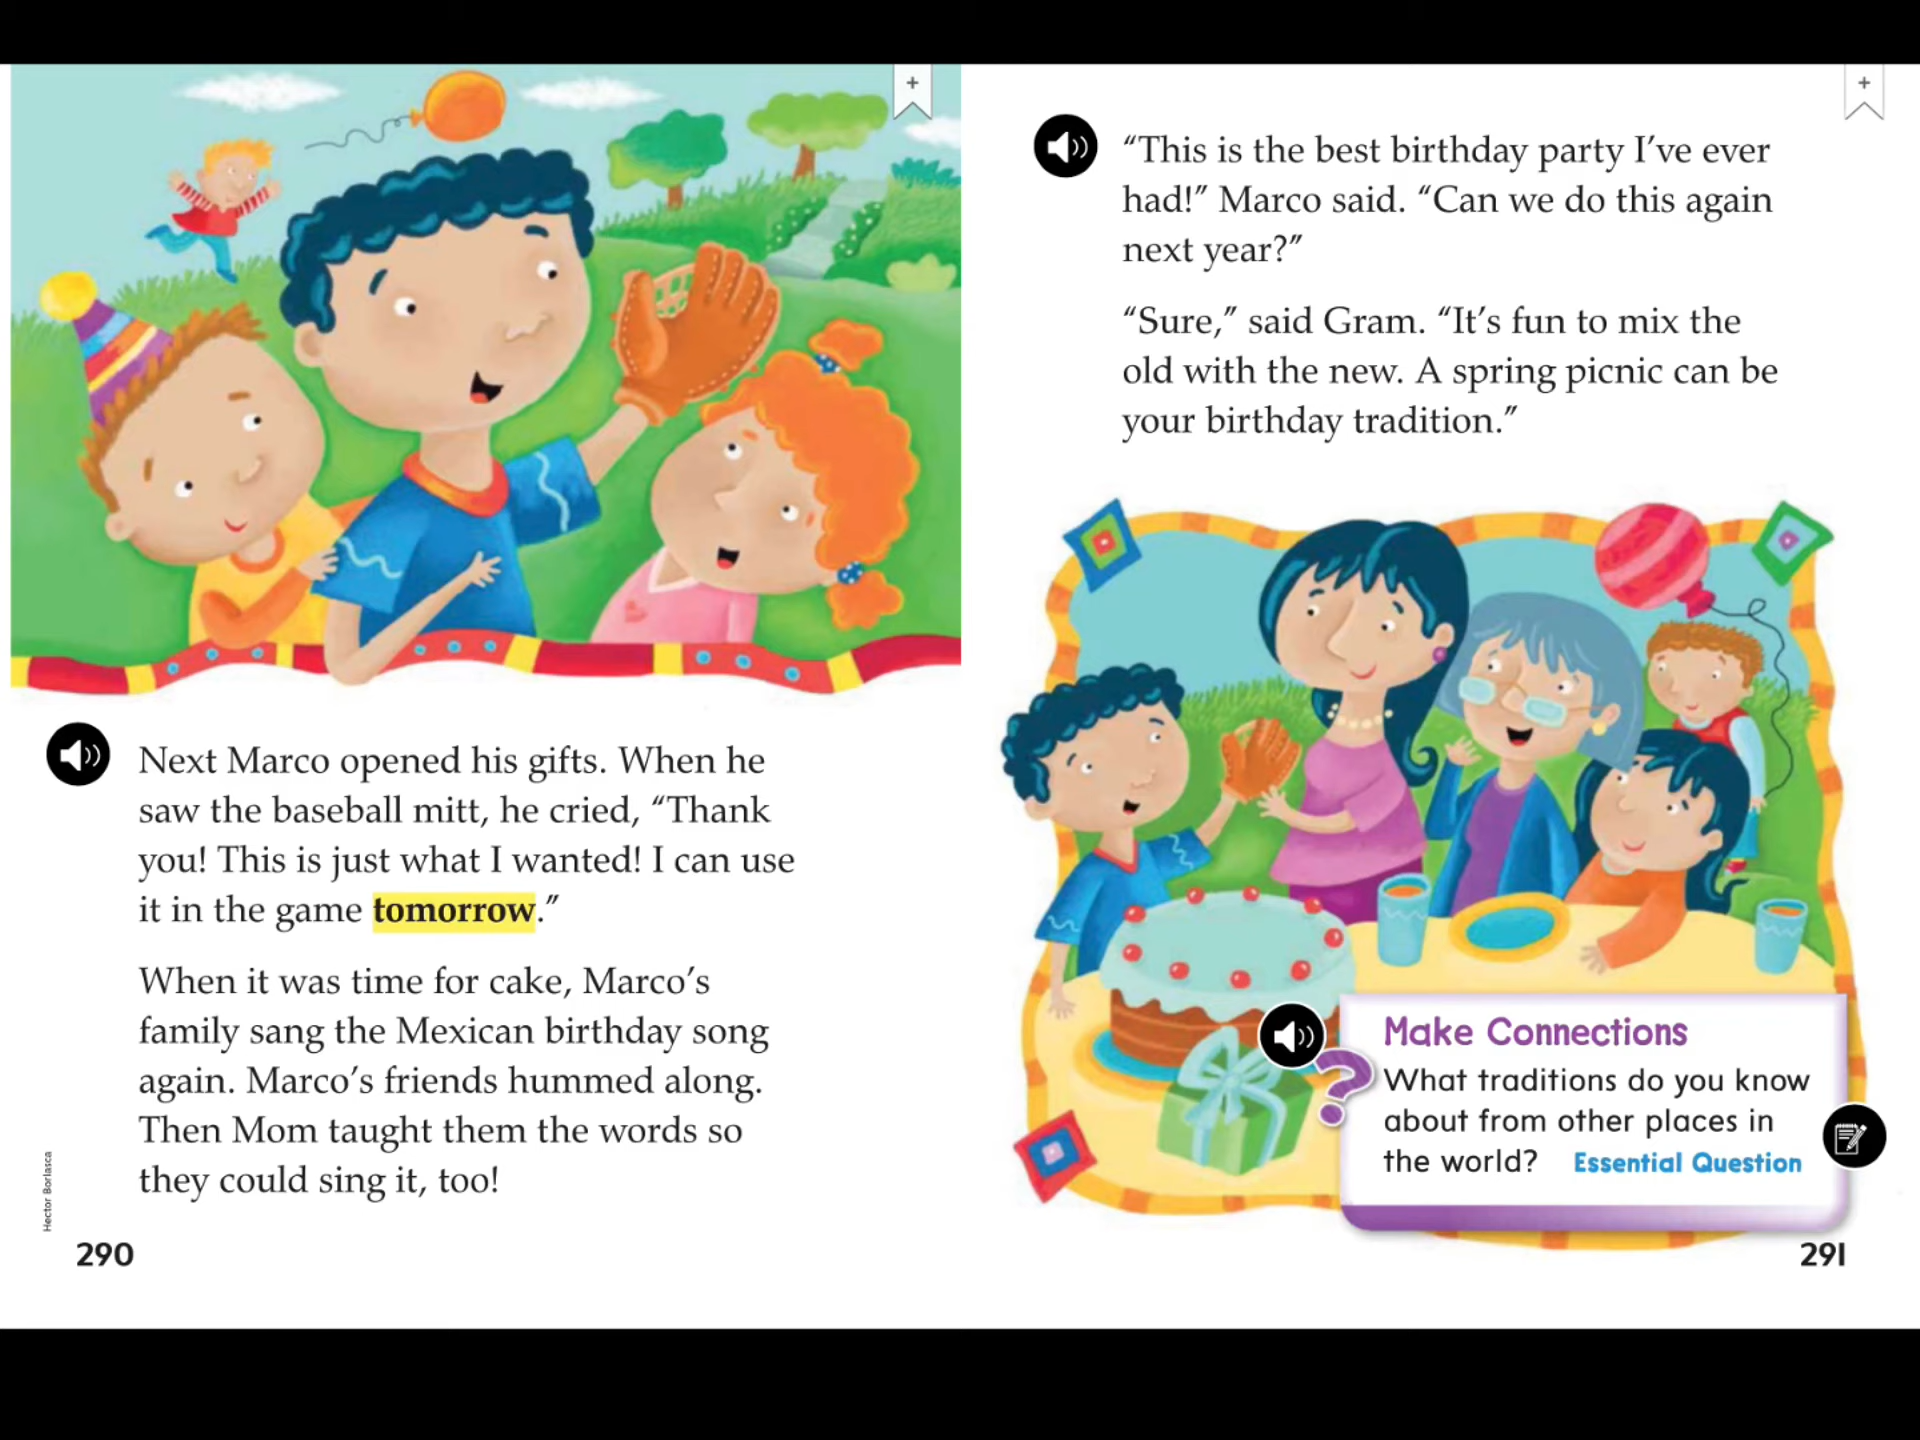 Next Marco opened his gifts. When he
saw the baseball mitt, he cried, “Thank
you! This is just what I wanted! I can use
it in the game tomorrow.”
When it was time for cake, Marco’s
family sang the Mexican birthday song
again. Marco’s friends hummed along.
Then Mom taught them the words so
they could sing it, too!
Hector Borlasca
290
“This is the best birthday party I’ve ever
had!” Marco said. “Can we do this again
next year?”
“Sure,” said Gram. “It’s fun to mix the
old with the new. A spring picnic can be
your birthday tradition.”
?
Make Connections
What traditions do you know
about from other places in
the world? Essential Question
291